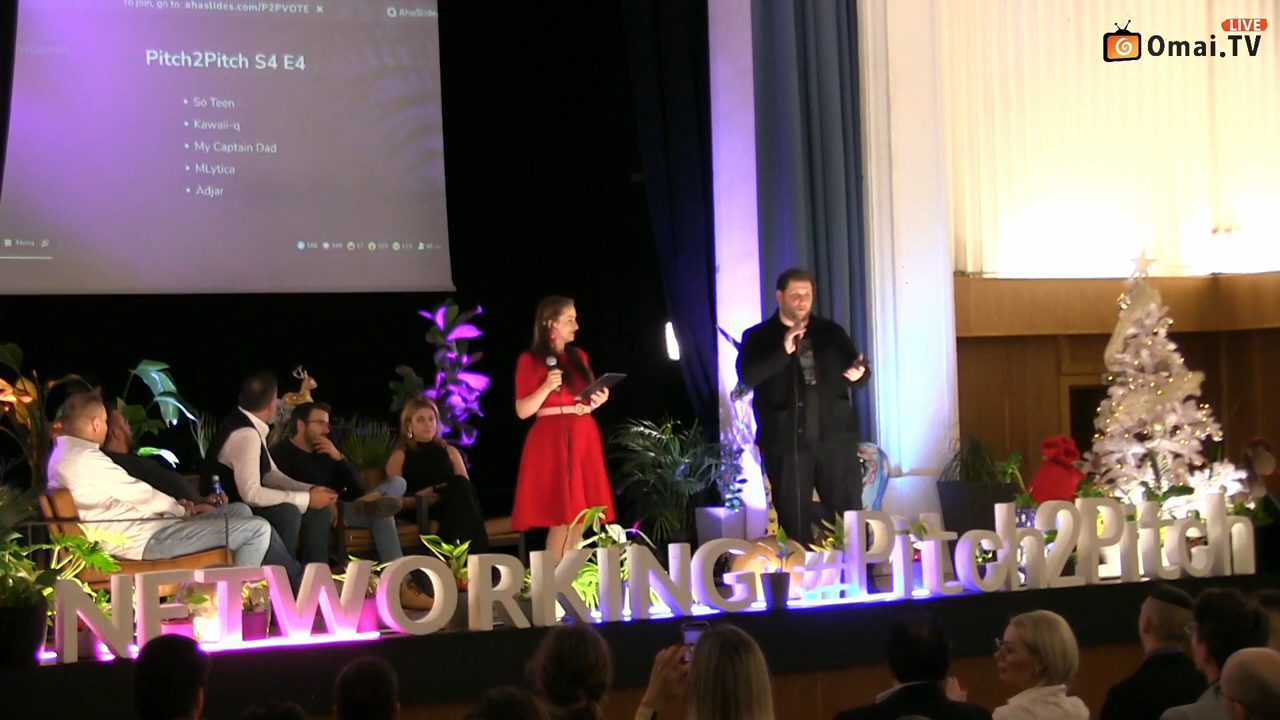 To join, go to: ahaslides.com/P2PVOTE
AhaSlides
Pitch2Pitch S4 E4
• So Teen
• Kawaii-q
• My Captain Dad
• MLytica
• Adjar
Menu
LIVE
Omai.TV
NETWORKING #Pitch2Pitch